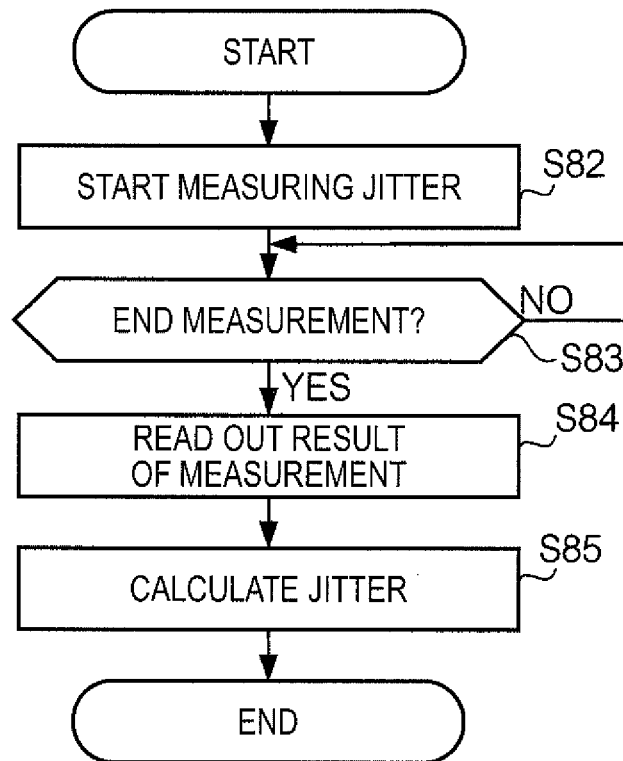 START
START MEASURING JITTER
S82
END MEASUREMENT?
NO
S83
YES
READ OUT RESULT
OF MEASUREMENT
S84
CALCULATE JITTER
S85
END